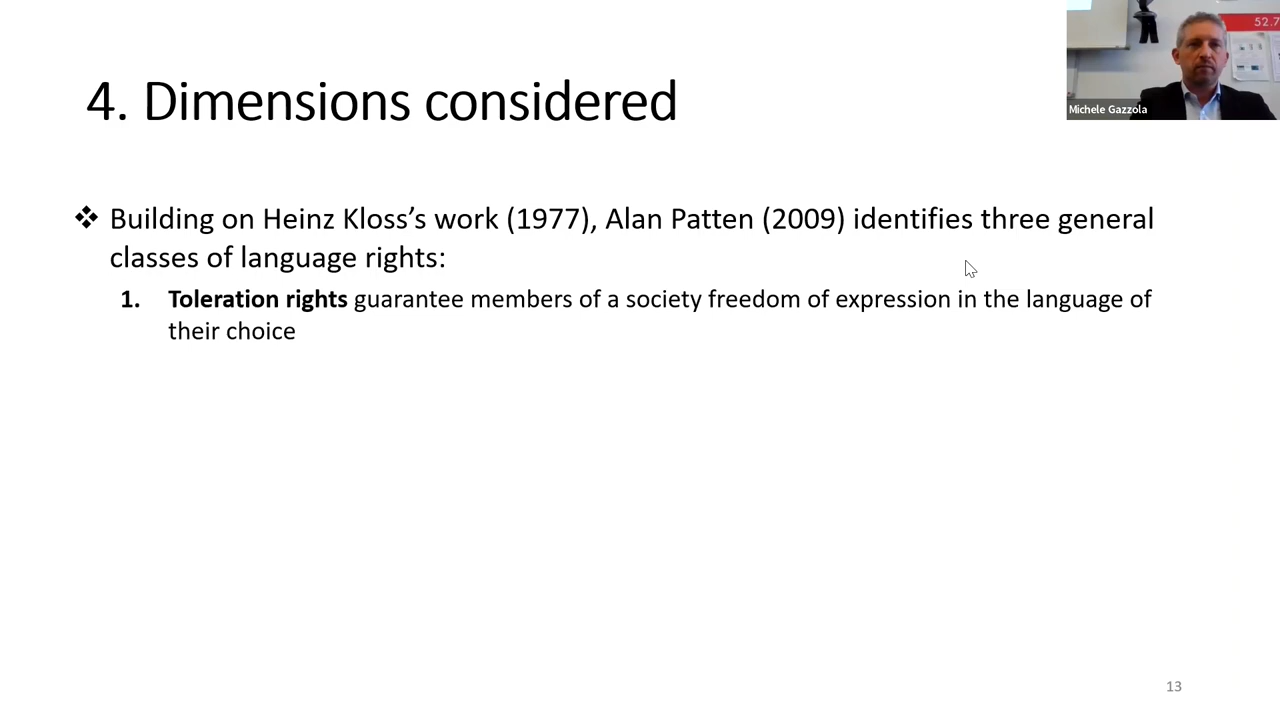 52.7
Michele Gazzola
4. Dimensions considered
❖ Building on Heinz Kloss’s work (1977), Alan Patten (2009) identifies three general
classes of language rights:
1. Toleration rights guarantee members of a society freedom of expression in the language of
their choice
13